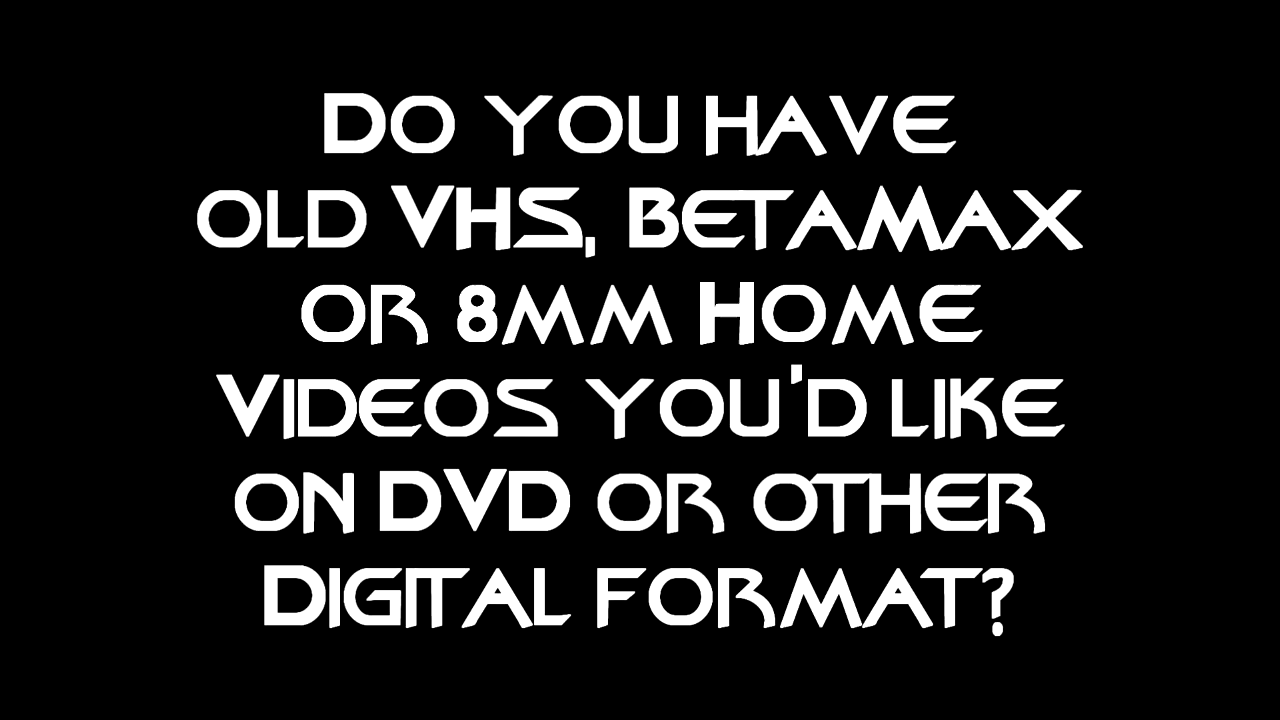 Do you have
old VHS, Betamax
or 8mm Home
Videos you'd like
on DVD or other
Digital format?